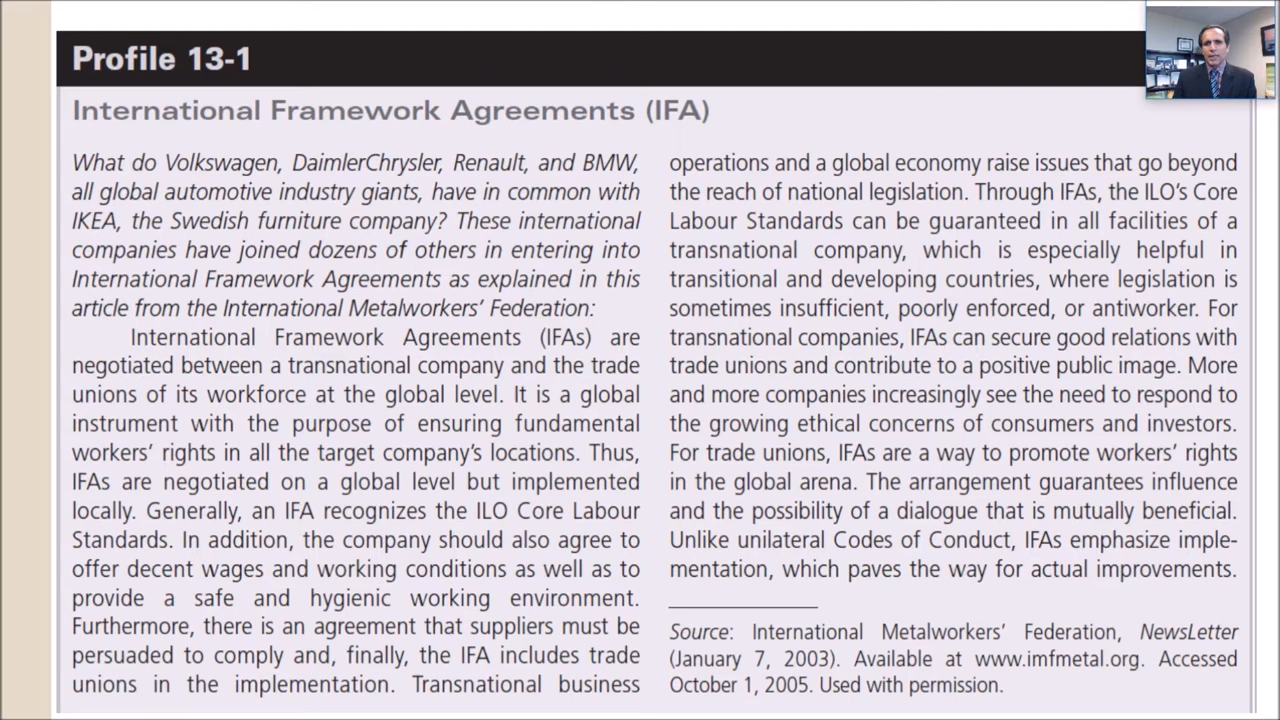 Profile 13-1
International Framework Agreements (IFA)
What do Volkswagen, DaimlerChrysler, Renault, and BMW,
all global automotive industry giants, have in common with
IKEA, the Swedish furniture company? These international
companies have joined dozens of others in entering into
International Framework Agreements as explained in this
article from the International Metalworkers’ Federation:
International Framework Agreements (IFAs) are
negotiated between a transnational company and the trade
unions of its workforce at the global level. It is a global
instrument with the purpose of ensuring fundamental
workers’ rights in all the target company’s locations. Thus,
IFAs are negotiated on a global level but implemented
locally. Generally, an IFA recognizes the ILO Core Labour
Standards. In addition, the company should also agree to
offer decent wages and working conditions as well as to
provide a safe and hygienic working environment.
Furthermore, there is an agreement that suppliers must be
persuaded to comply and, finally, the IFA includes trade
unions in the implementation. Transnational business
operations and a global economy raise issues that go beyond
the reach of national legislation. Through IFAs, the ILO’s Core
Labour Standards can be guaranteed in all facilities of a
transnational company, which is especially helpful in
transitional and developing countries, where legislation is
sometimes insufficient, poorly enforced, or antiworker. For
transnational companies, IFAs can secure good relations with
trade unions and contribute to a positive public image. More
and more companies increasingly see the need to respond to
the growing ethical concerns of consumers and investors.
For trade unions, IFAs are a way to promote workers’ rights
in the global arena. The arrangement guarantees influence
and the possibility of a dialogue that is mutually beneficial.
Unlike unilateral Codes of Conduct, IFAs emphasize imple-
mentation, which paves the way for actual improvements.
Source: International Metalworkers’ Federation, NewsLetter
(January 7, 2003). Available at www.imfmetal.org. Accessed
October 1, 2005. Used with permission.